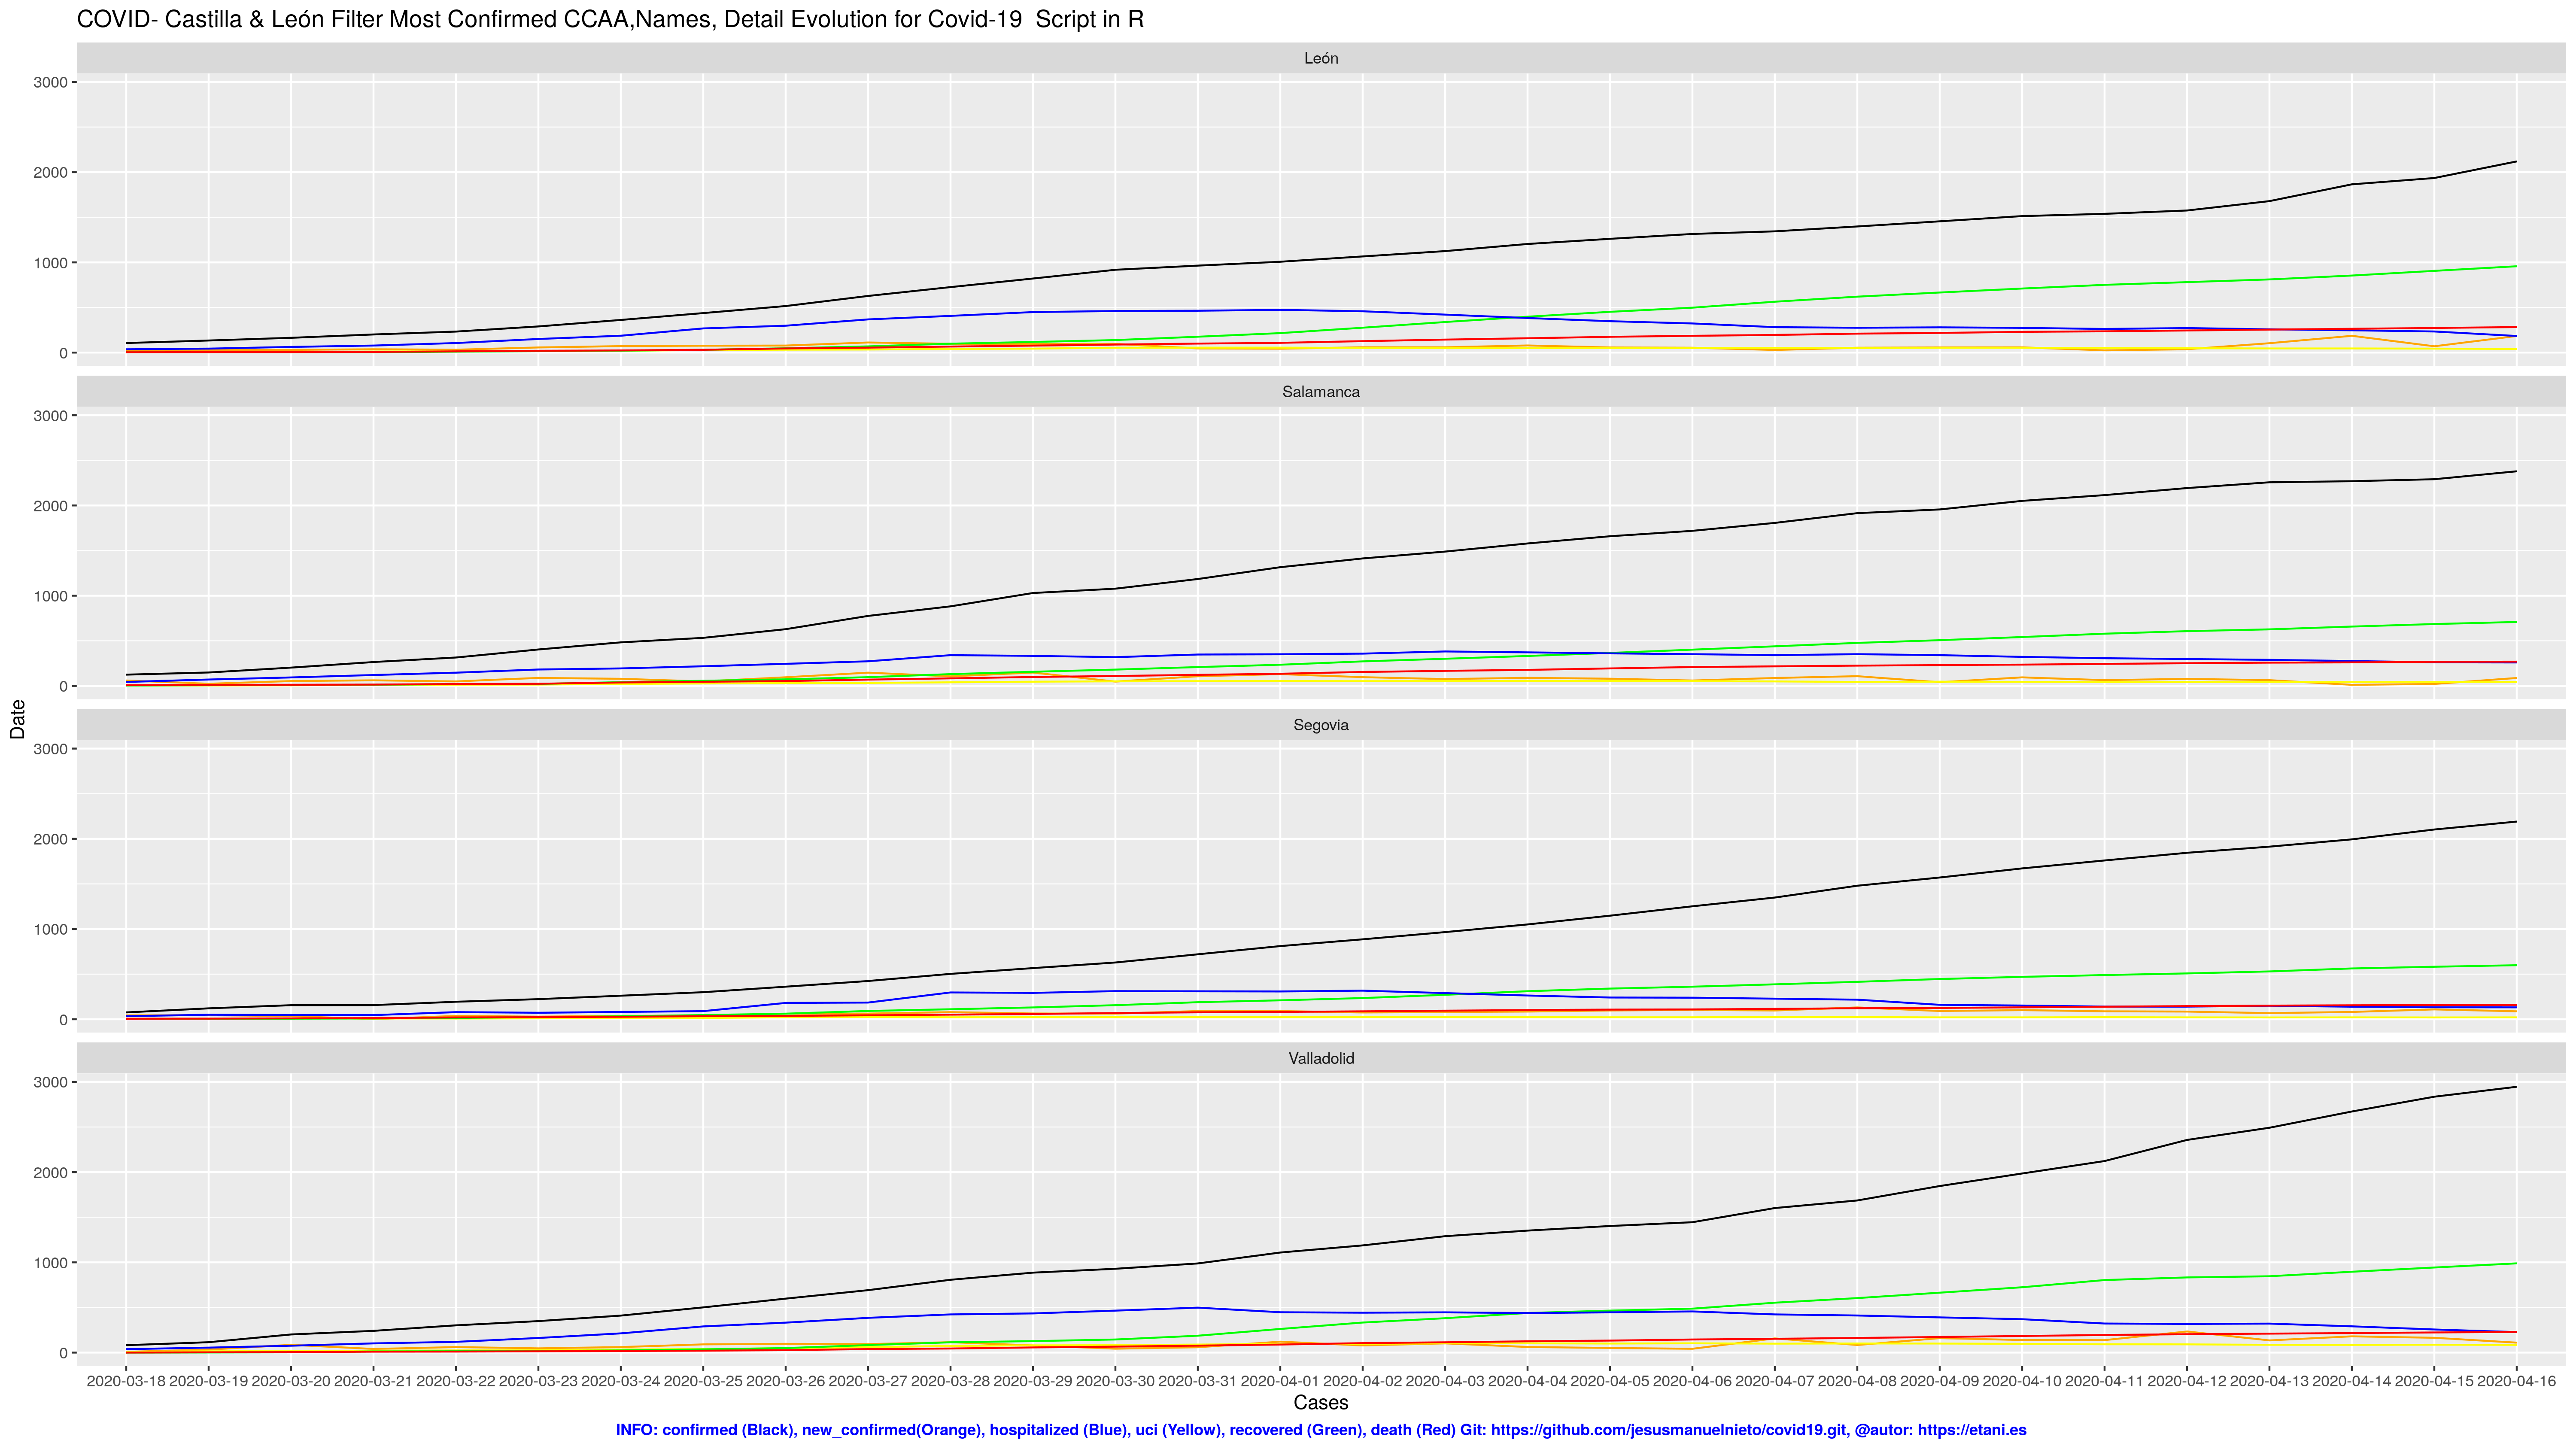 COVID- Castilla & León Filter Most Confirmed CCAA,Names, Detail Evolution for Covid-19  Script in R
León
3000
2000
1000
0
Salamanca
3000
2000
1000
0
Segovia
3000
2000
1000
0
Valladolid
3000
2000
1000
0
Date
2020-03-18 2020-03-19 2020-03-20 2020-03-21 2020-03-22 2020-03-23 2020-03-24 2020-03-25 2020-03-26 2020-03-27 2020-03-28 2020-03-29 2020-03-30 2020-03-31 2020-04-01 2020-04-02 2020-04-03 2020-04-04 2020-04-05 2020-04-06 2020-04-07 2020-04-08 2020-04-09 2020-04-10 2020-04-11 2020-04-12 2020-04-13 2020-04-14 2020-04-15 2020-04-16
Cases
INFO: confirmed (Black), new_confirmed(Orange), hospitalized (Blue), uci (Yellow), recovered (Green), death (Red) Git: https://github.com/jesusmanuelnieto/covid19.git, @autor: https://etani.es